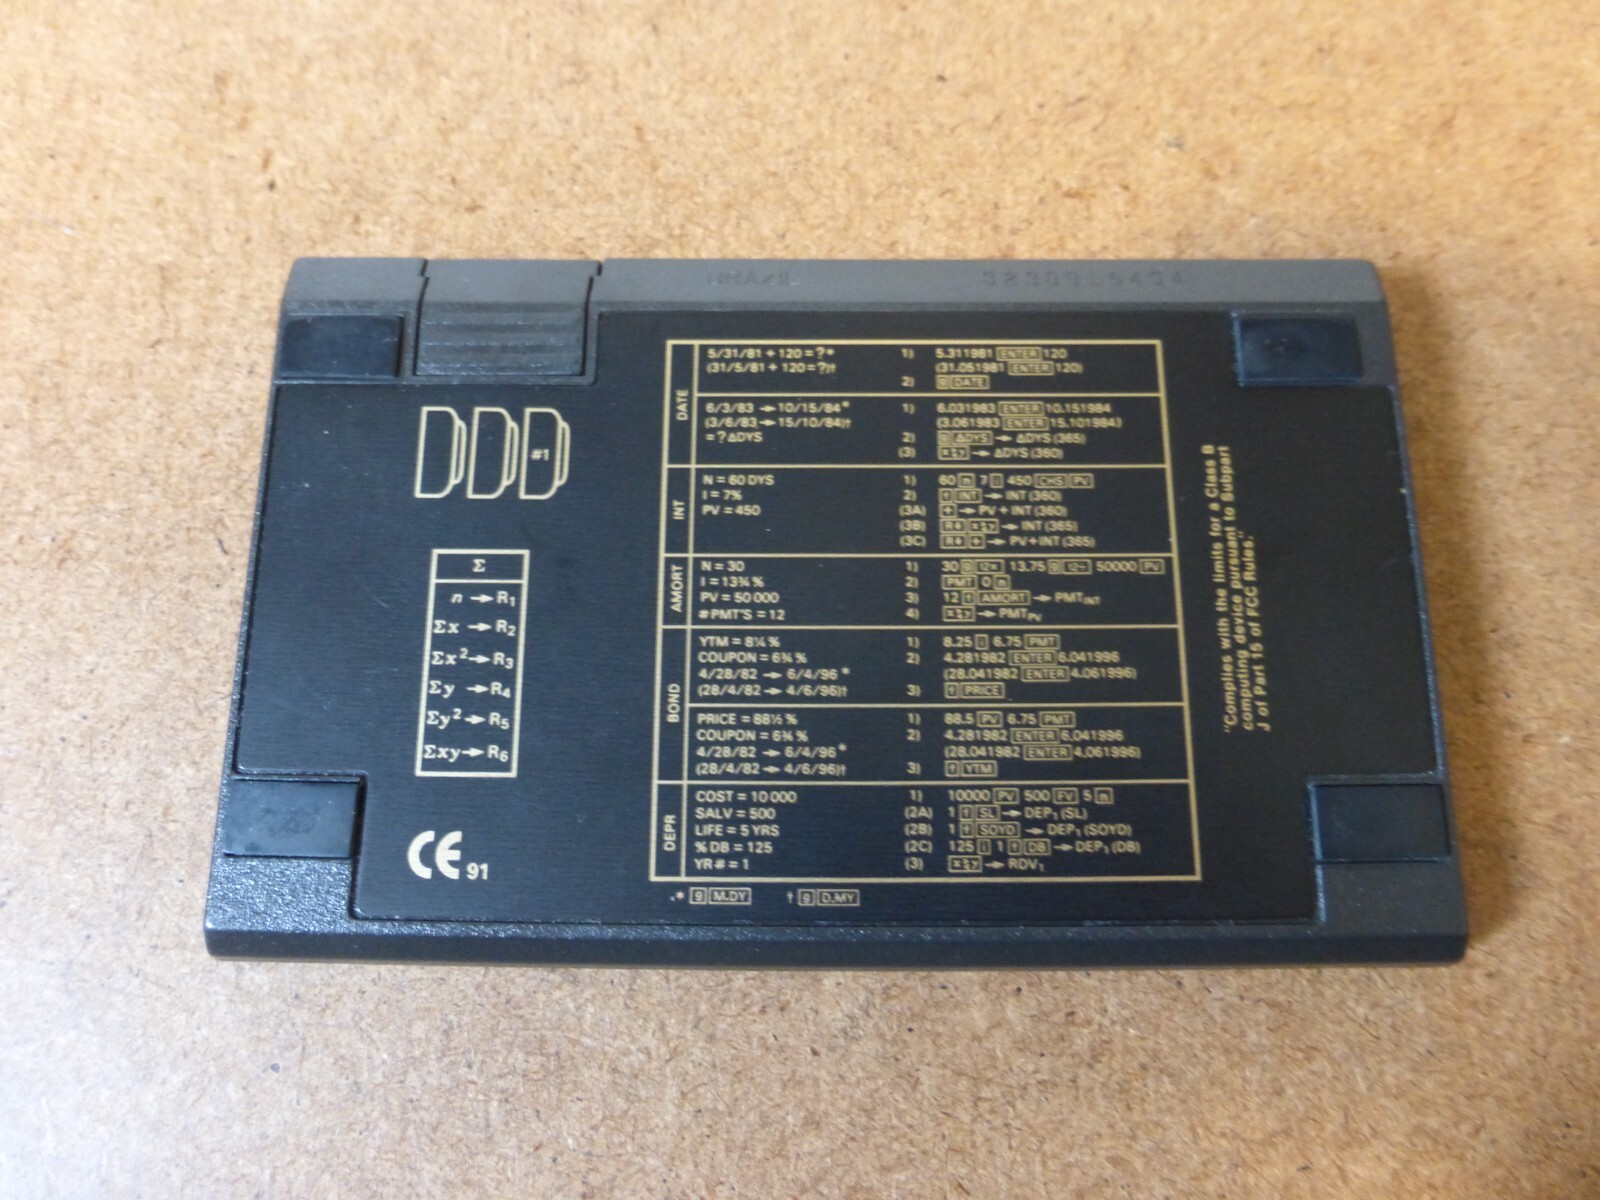 BRAZIL
#1
Σ
n → R1
Σx → R2
Σx² → R3
Σy → R4
Σy² → R5
Σxy → R6
CE 91
DATE
5/31/81 + 120 = ?* 1) 5.311981 ENTER 120
(31/5/81 + 120 = ?)† (31.051981 ENTER 120)
2) g DATE
6/3/83 → 10/15/84* 1) 6.031983 ENTER 10.151984
(3/6/83 → 15/10/84)† (3.061983 ENTER 15.101984)
= ? ΔDYS 2) g ΔDYS → ΔDYS (365)
(3) x≷y → ΔDYS (360)
INT
N = 60 DYS 1) 60 n 7 i 450 CHS PV
I = 7% 2) f INT → INT (360)
PV = 450 (3A) + → PV + INT (360)
(3B) R↓ x≷y → INT (365)
(3C) R↓ + → PV+INT (365)
AMORT
N = 30 1) 30 g 12× 13.75 g 12÷ 50000 PV
I = 13¾ % 2) PMT 0 n
PV = 50 000 3) 12 f AMORT → PMT INT
# PMT'S = 12 4) x≷y → PMT PV
BOND
YTM = 8¼ % 1) 8.25 i 6.75 PMT
COUPON = 6¾ % 2) 4.281982 ENTER 6.041996
4/28/82 → 6/4/96 * (28.041982 ENTER 4.061996)
(28/4/82 → 4/6/96)† 3) f PRICE
PRICE = 88½ % 1) 88.5 PV 6.75 PMT
COUPON = 6¾ % 2) 4.281982 ENTER 6.041996
4/28/82 → 6/4/96 * (28.041982 ENTER 4.061996)
(28/4/82 → 4/6/96)† 3) f YTM
DEPR
COST = 10 000 1) 10000 PV 500 FV 5 n
SALV = 500 (2A) 1 f SL → DEP1 (SL)
LIFE = 5 YRS (2B) 1 f SOYD → DEP1 (SOYD)
% DB = 125 (2C) 125 i 1 f DB → DEP1 (DB)
YR # = 1 (3) x≷y → RDV1
* g M.DY † g D.MY
"Complies with the limits for a Class B
computing device pursuant to Subpart
J of Part 15 of FCC Rules."